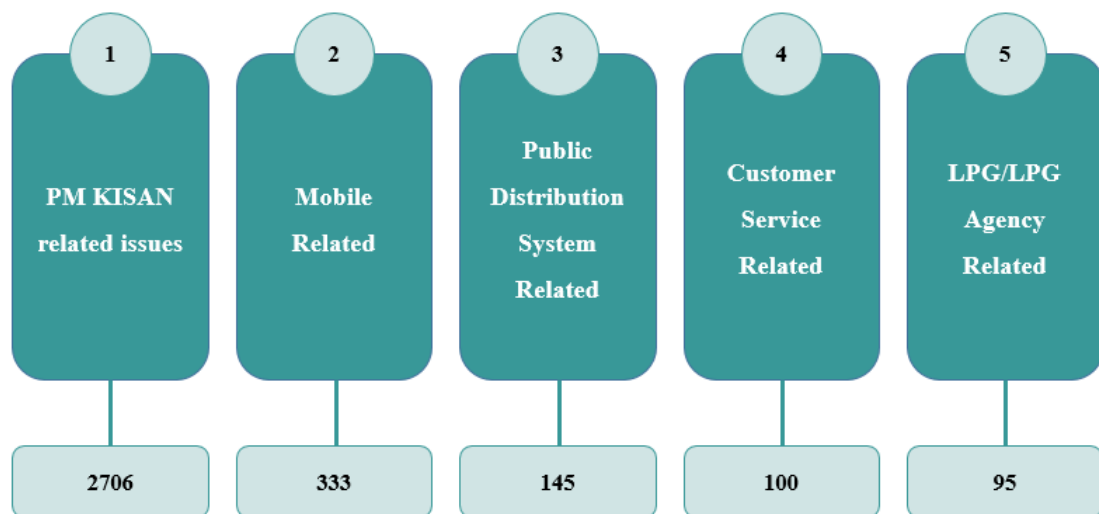 1
PM KISAN
related issues
2706
2
Mobile
Related
333
3
Public
Distribution
System
Related
145
4
Customer
Service
Related
100
5
LPG/LPG
Agency
Related
95